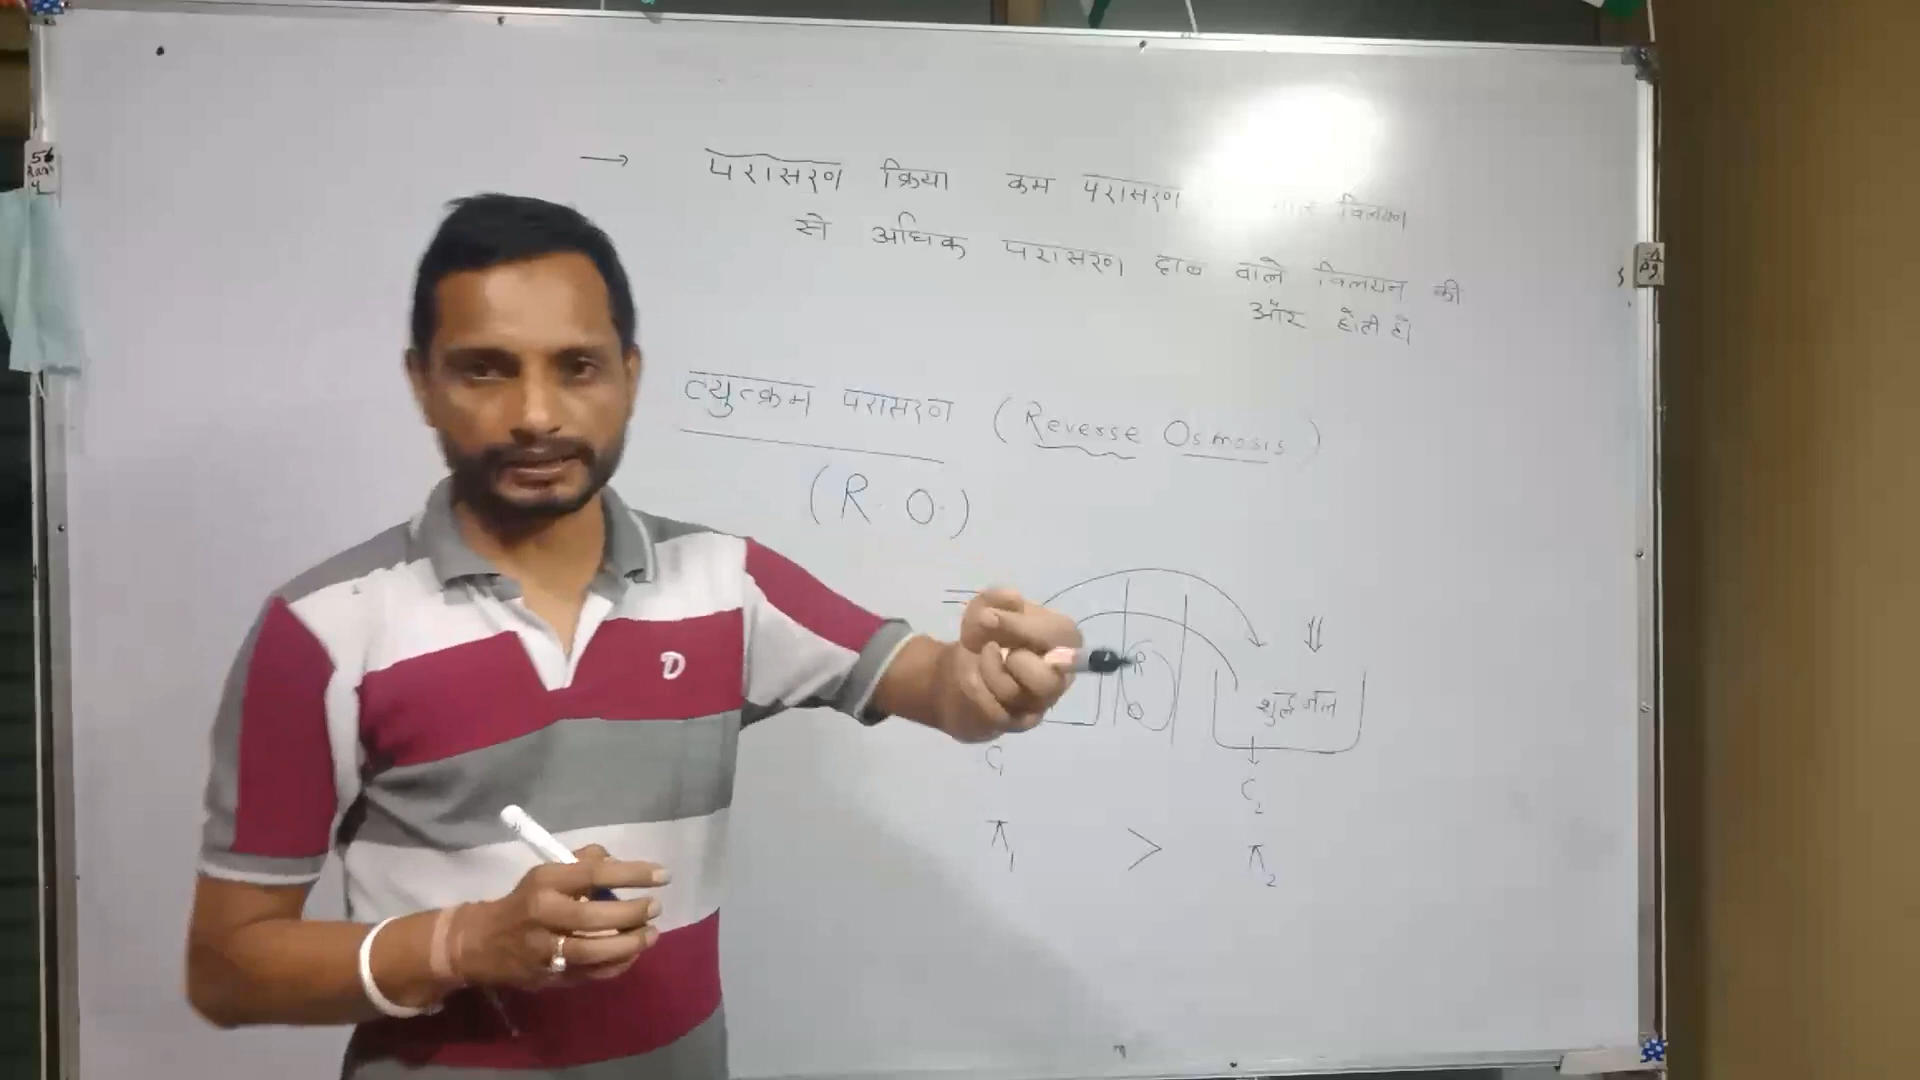 → परासरण क्रिया कम परासरण विलयन
से अधिक परासरण दाब वाले विलयन की
ओर होती है।
व्युत्क्रम परासरण (Reverse Osmosis)
(R.O.)
R
O
शुद्ध जल
C₁ C₂
π₁ > π₂
D